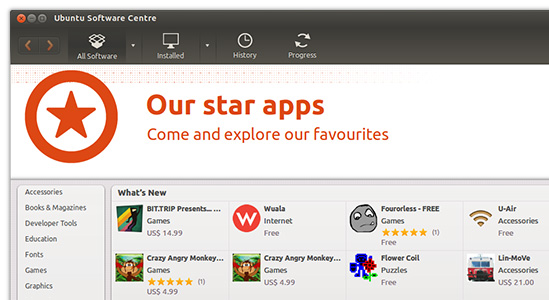 Ubuntu Software Centre
All Software
Installed
History
Progress
Our star apps
Come and explore our favourites
Accessories
Books & Magazines
Developer Tools
Education
Fonts
Games
Graphics
What's New
BIT.TRIP Presents... ...
Games
US$ 14.99
Wuala
Internet
Free
Fourorless - FREE
Games
(1)
Free
U-Air
Accessories
Free
Crazy Angry Monkey...
Games
(1)
US$ 4.99
Crazy Angry Monkey...
Games
US$ 4.99
Flower Coil
Puzzles
Free
Lin-MoVe
Accessories
US$ 21.00